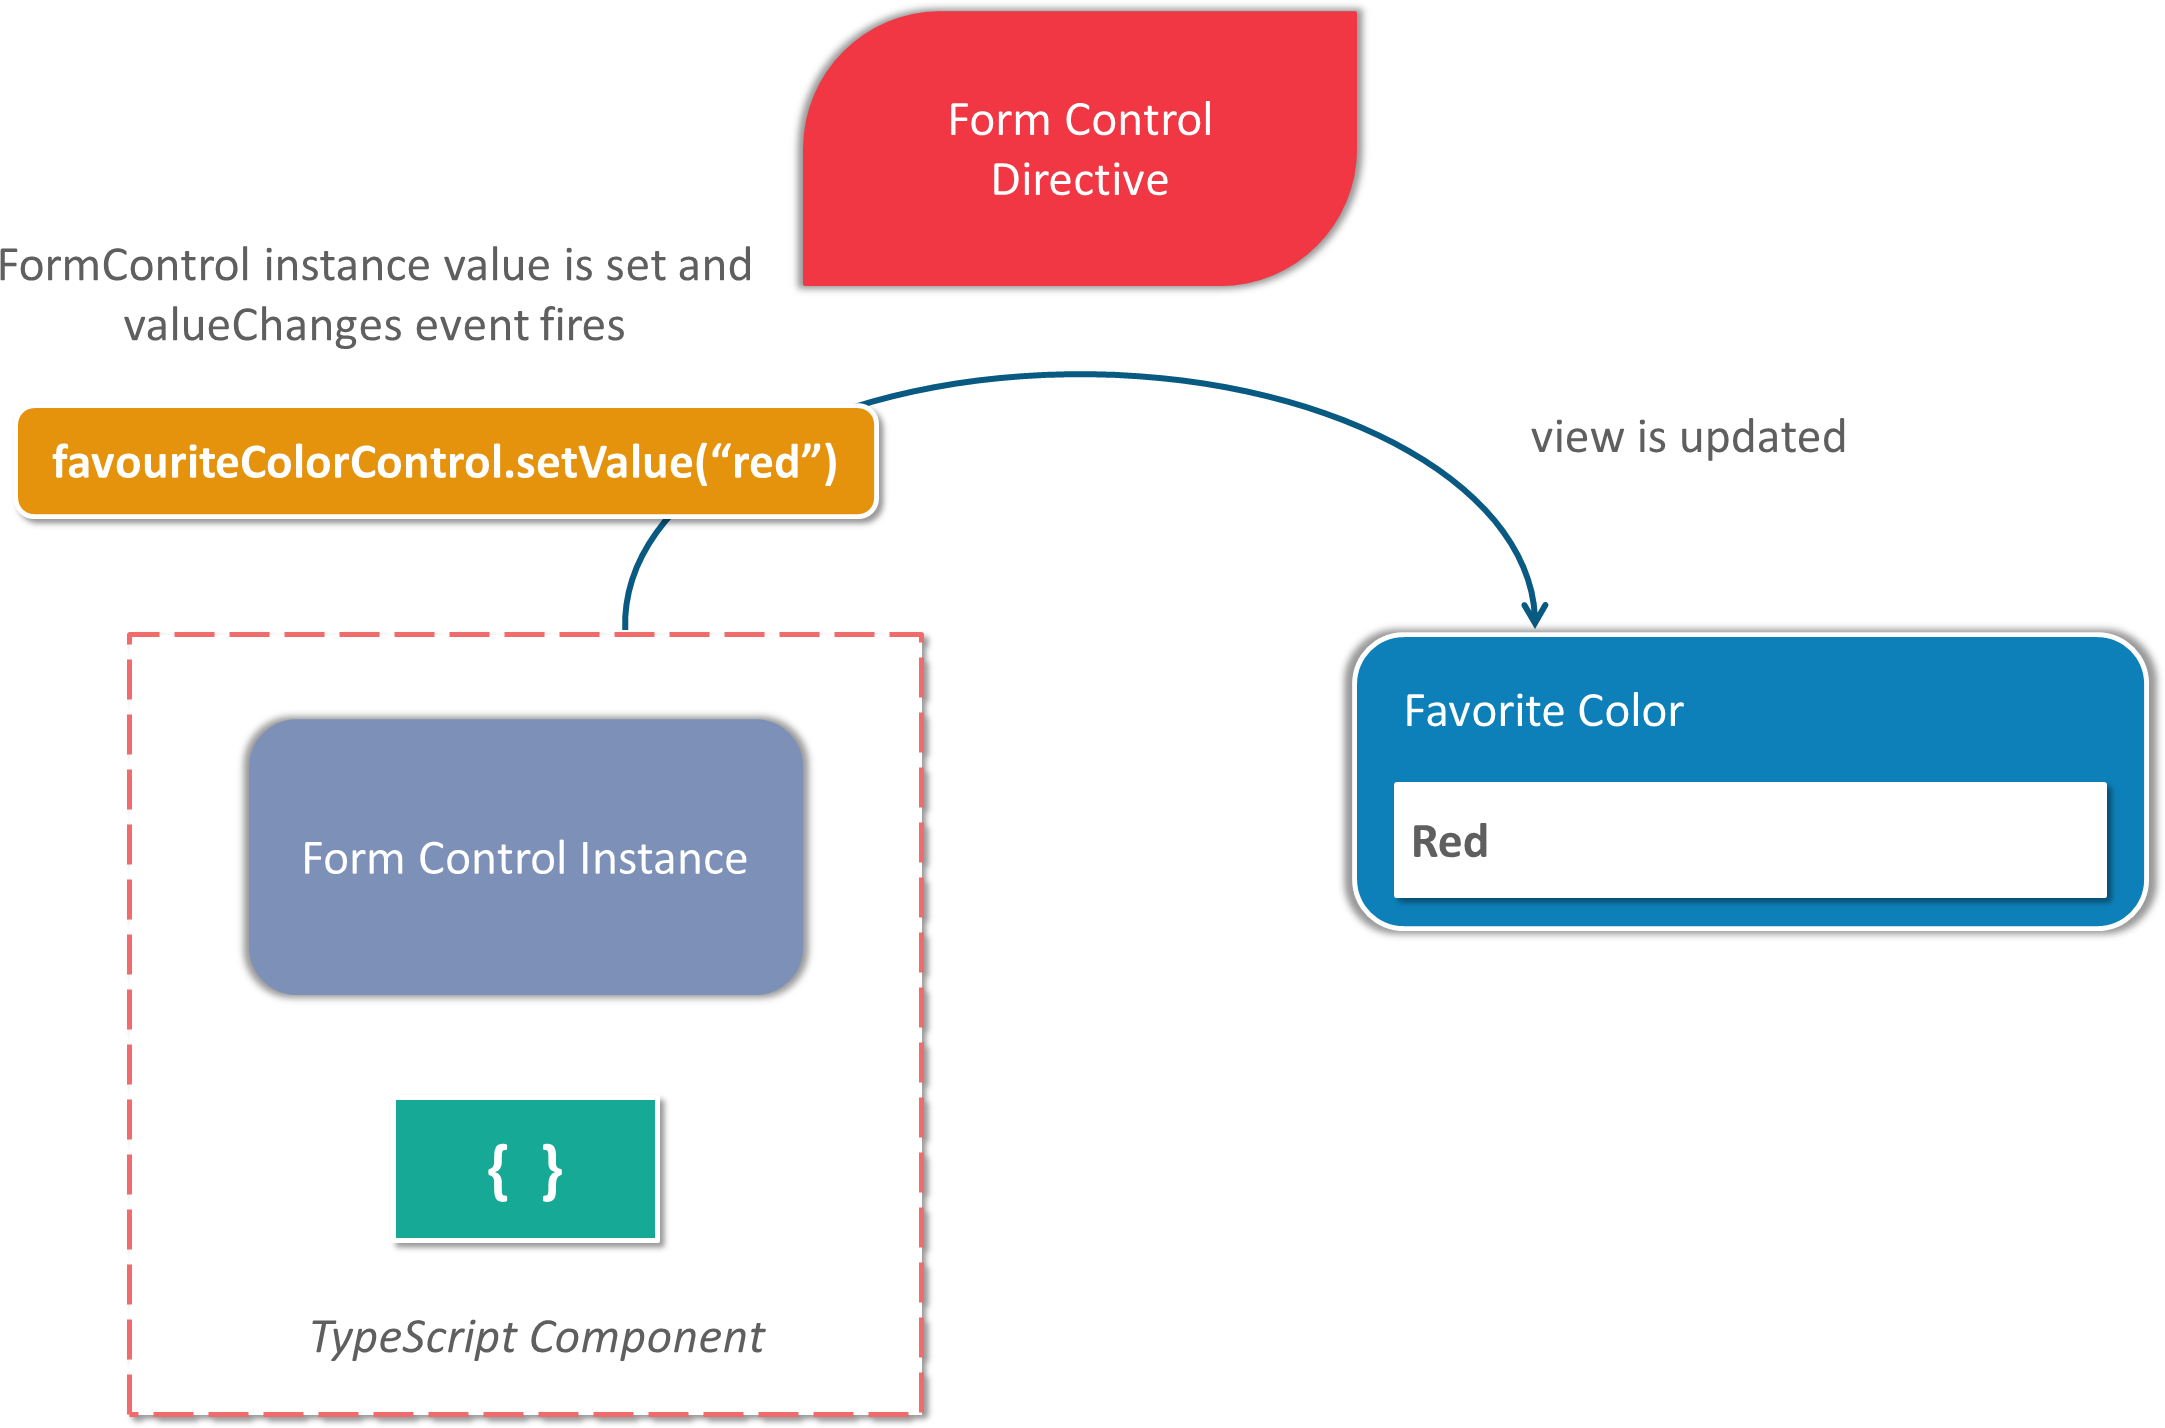 Form Control
Directive
FormControl instance value is set and
valueChanges event fires
favouriteColorControl.setValue(“red”)
view is updated
Favorite Color
Red
Form Control Instance
{ }
TypeScript Component